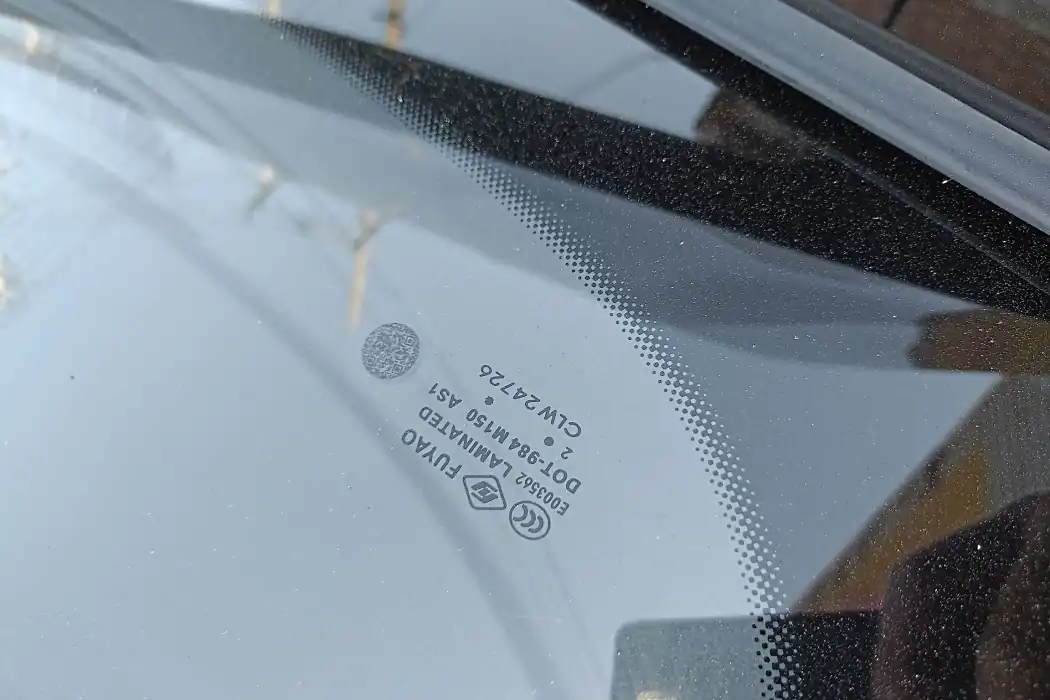 FUYAO
LAMINATED
E003562
DOT-984 M150 AS1
• 2 •
CLW 24726